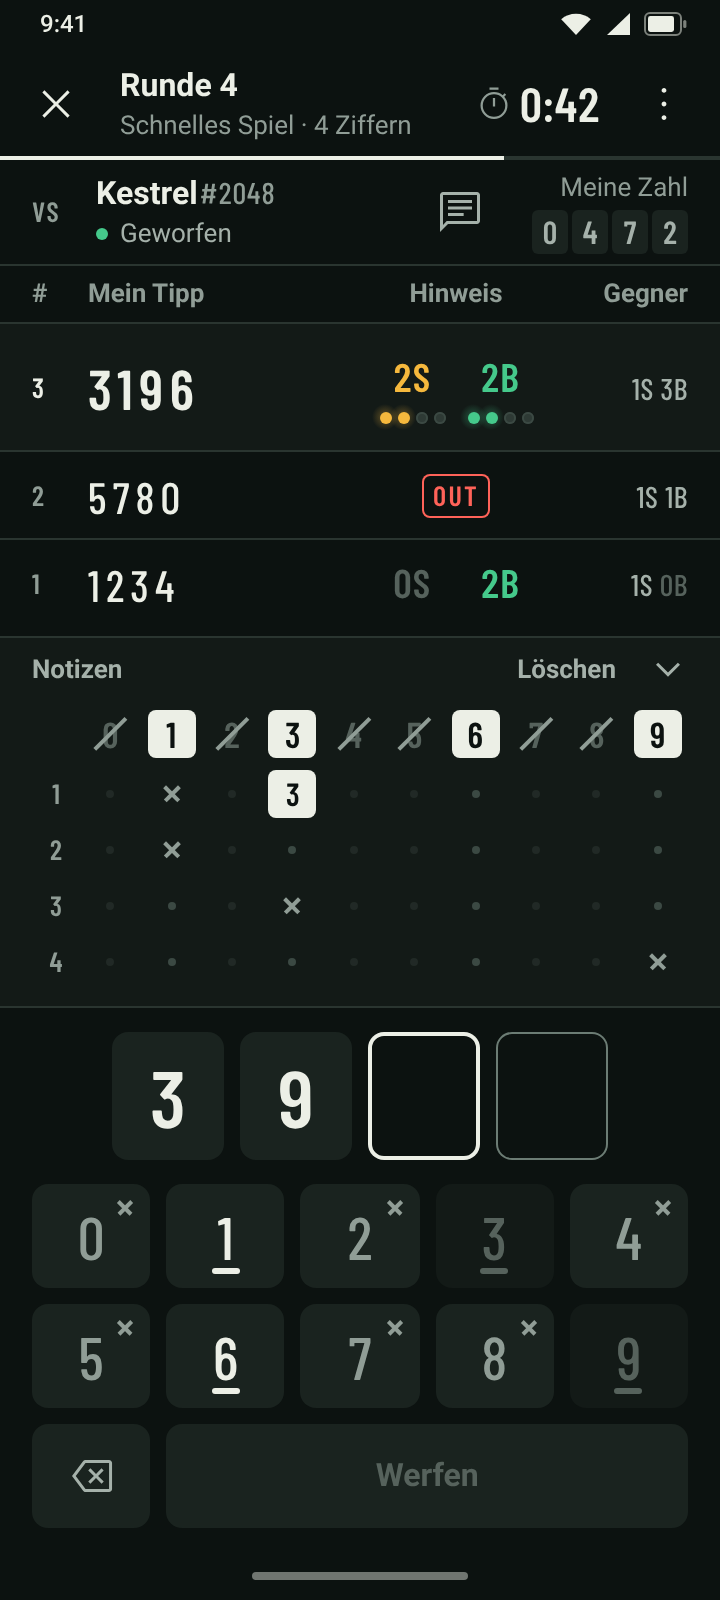 9:41
Runde 4
Schnelles Spiel · 4 Ziffern
0:42
VS
Kestrel#2048
Geworfen
Meine Zahl
0 4 7 2
# Mein Tipp Hinweis Gegner
3 3196 2S 2B 1S 3B
2 5780 OUT 1S 1B
1 1234 0S 2B 1S 0B
Notizen Löschen
0 1 2 3 4 5 6 7 8 9
1 × 3
2 ×
3 ×
4 ×
3 9
0 × 1 2 × 3 4 ×
5 × 6 7 × 8 × 9
Werfen